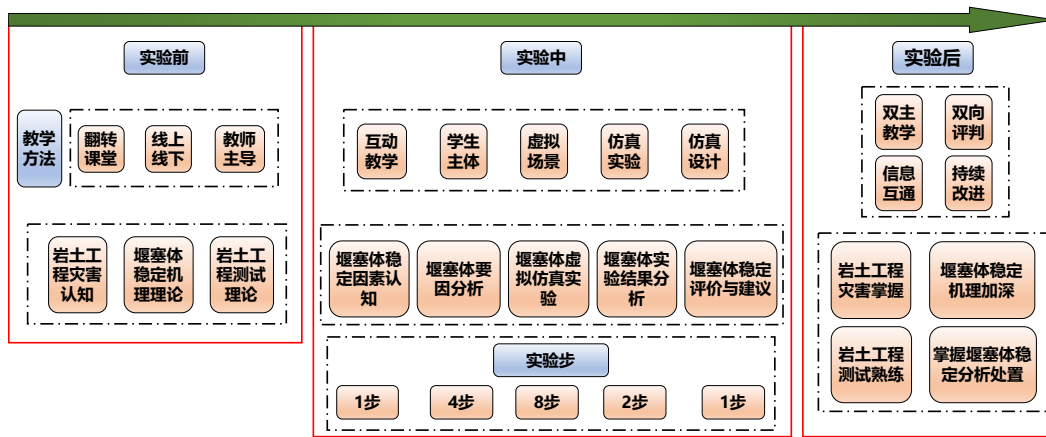 实验前
实验中
实验后
教学
方法
翻转
课堂
线上
线下
教师
主导
互动
教学
学生
主体
虚拟
场景
仿真
实验
仿真
设计
双主
教学
双向
评判
信息
互通
持续
改进
岩土工
程灾害
认知
堰塞体
稳定机
理理论
岩土工
程测试
理论
堰塞体稳
定因素认
知
堰塞体要
因分析
堰塞体虚
拟仿真实
验
堰塞体实
验结果分
析
堰塞体稳定
评价与建议
岩土工程
灾害掌握
堰塞体稳定
机理加深
岩土工程
测试熟练
掌握堰塞体稳
定分析处置
实验步
1步
4步
8步
2步
1步